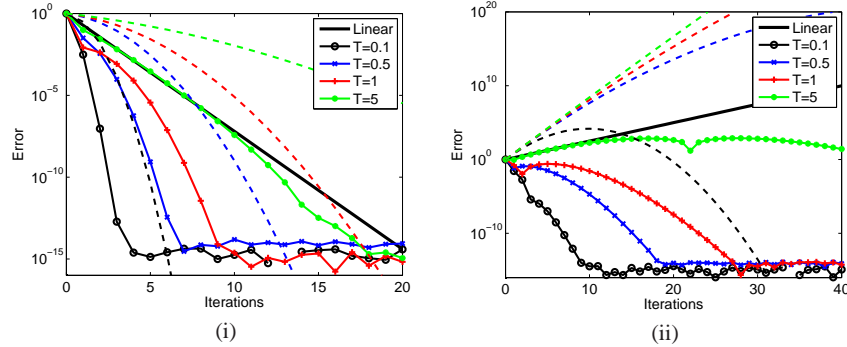 10^0
10^-5
10^-10
10^-15
Error
0
5
10
15
20
Iterations
Linear
T=0.1
T=0.5
T=1
T=5
(i)
10^20
10^10
10^0
10^-10
Error
0
10
20
30
40
Iterations
Linear
T=0.1
T=0.5
T=1
T=5
(ii)